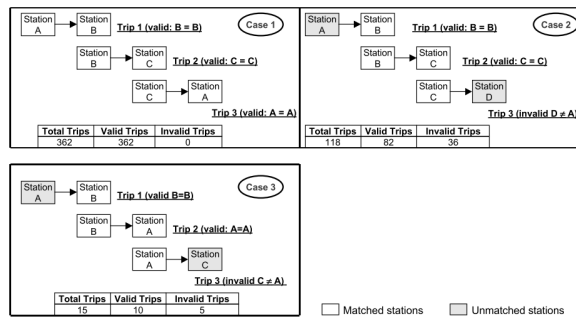 Station A → Station B Trip 1 (valid: B = B) Case 1
Station B → Station C Trip 2 (valid: C = C)
Station C → Station A
Trip 3 (valid: A = A)
Total Trips Valid Trips Invalid Trips
362 362 0
Station A → Station B Trip 1 (valid: B = B) Case 2
Station B → Station C Trip 2 (valid: C = C)
Station C → Station D
Trip 3 (invalid D ≠ A)
Total Trips Valid Trips Invalid Trips
118 82 36
Station A → Station B Trip 1 (valid B=B) Case 3
Station B → Station A Trip 2 (valid: A=A)
Station A → Station C
Trip 3 (invalid C ≠ A)
Total Trips Valid Trips Invalid Trips
15 10 5
Matched stations Unmatched stations